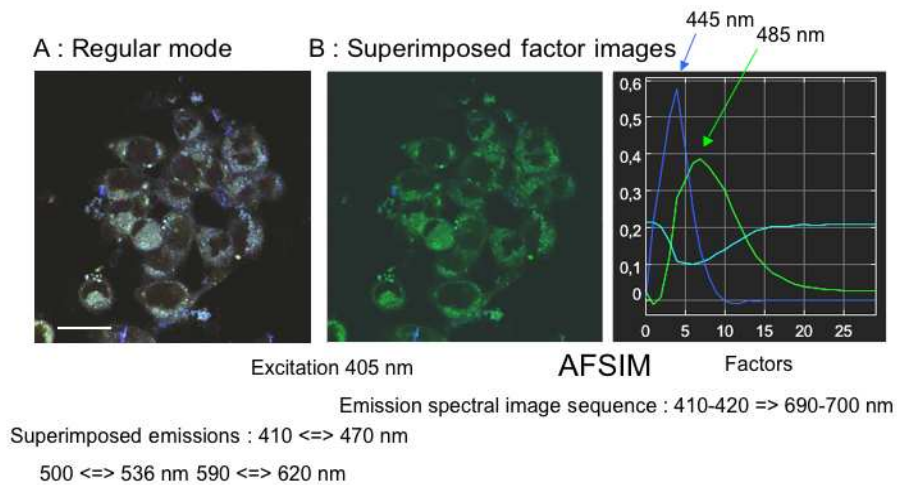 445 nm
485 nm
A : Regular mode
B : Superimposed factor images
0,6
0,5
0,4
0,3
0,2
0,1
0
0 5 10 15 20 25
Excitation 405 nm
AFSIM
Factors
Emission spectral image sequence : 410-420 => 690-700 nm
Superimposed emissions : 410 <=> 470 nm
500 <=> 536 nm 590 <=> 620 nm